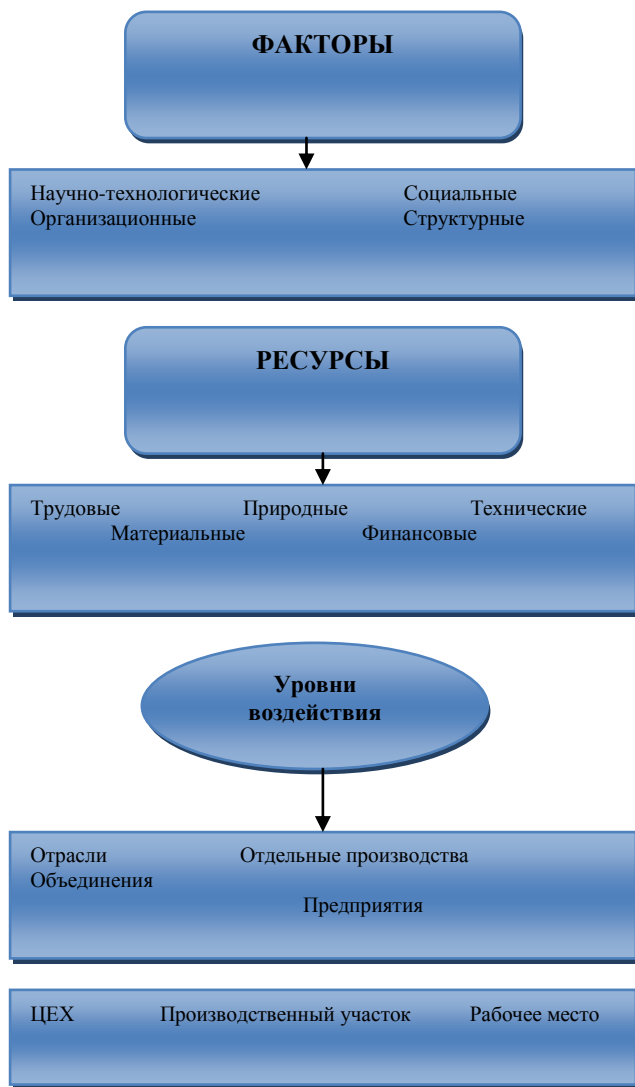 ФАКТОРЫ
Научно-технологические Социальные
Организационные Структурные
РЕСУРСЫ
Трудовые Природные Технические
Материальные Финансовые
Уровни
воздействия
Отрасли Отдельные производства
Объединения
Предприятия
ЦЕХ Производственный участок Рабочее место